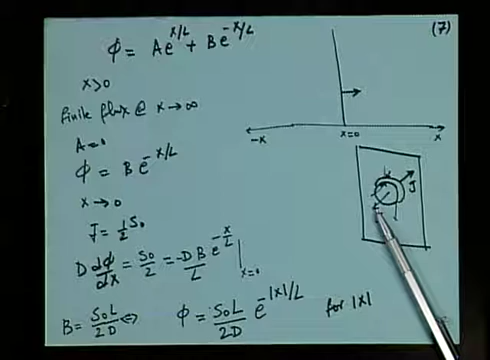 (7)
ϕ = Ae^{x/L} + Be^{-x/L}
x>0
finite flux @ x→∞
A=0
ϕ = B e^{-x/L}
x→0
J = ½S₀
D dϕ/dx = S₀/2 = -DB/L e^{-x/L} |_{x=0}
B = S₀L/2D ⇔ ϕ = S₀L/2D e^{-|x|/L} for |x|
-x x=0 x
J